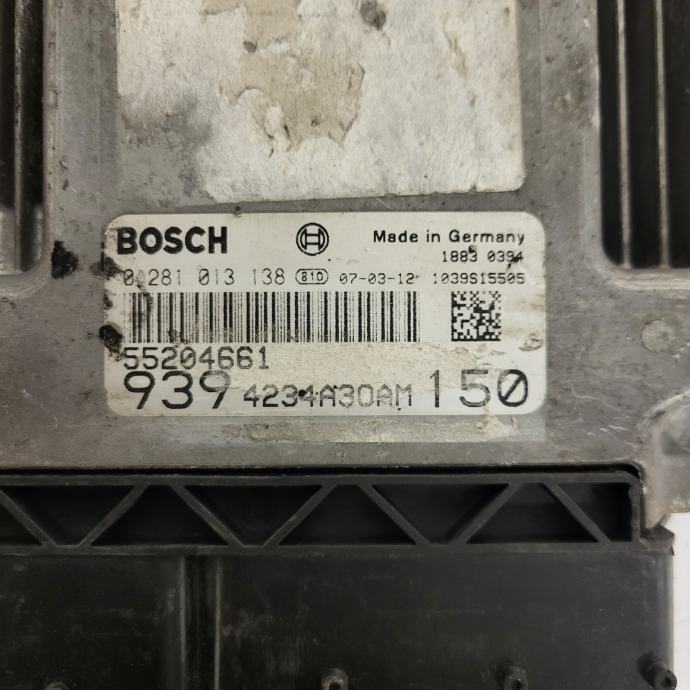 BOSCH Made in Germany
1883 0394
0 281 013 138 810 07-03-12 1039S15505
55204661
939 4234A30AM 150